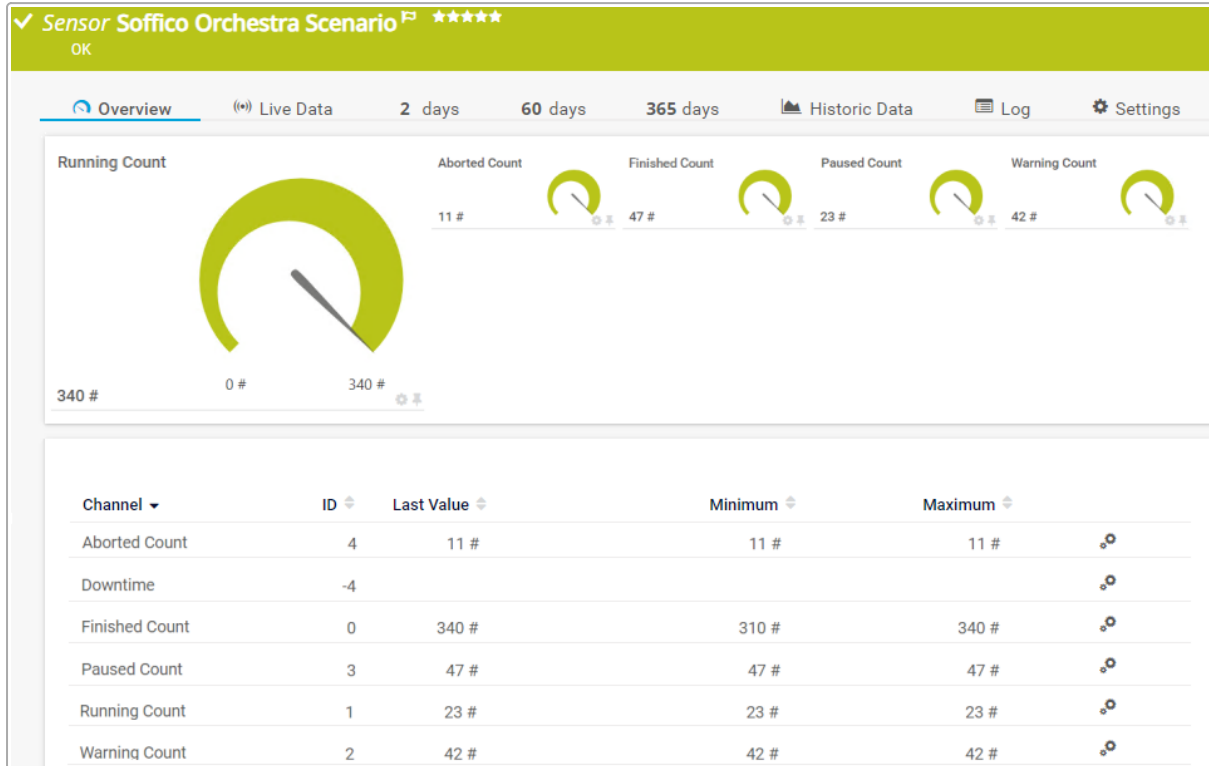 Sensor Soffico Orchestra Scenario
OK
Overview Live Data 2 days 60 days 365 days Historic Data Log Settings
Running Count
340 #
0 # 340 #
Aborted Count
11 #
Finished Count
47 #
Paused Count
23 #
Warning Count
42 #
Channel ID Last Value Minimum Maximum
Aborted Count 4 11 # 11 # 11 #
Downtime -4
Finished Count 0 340 # 310 # 340 #
Paused Count 3 47 # 47 # 47 #
Running Count 1 23 # 23 # 23 #
Warning Count 2 42 # 42 # 42 #